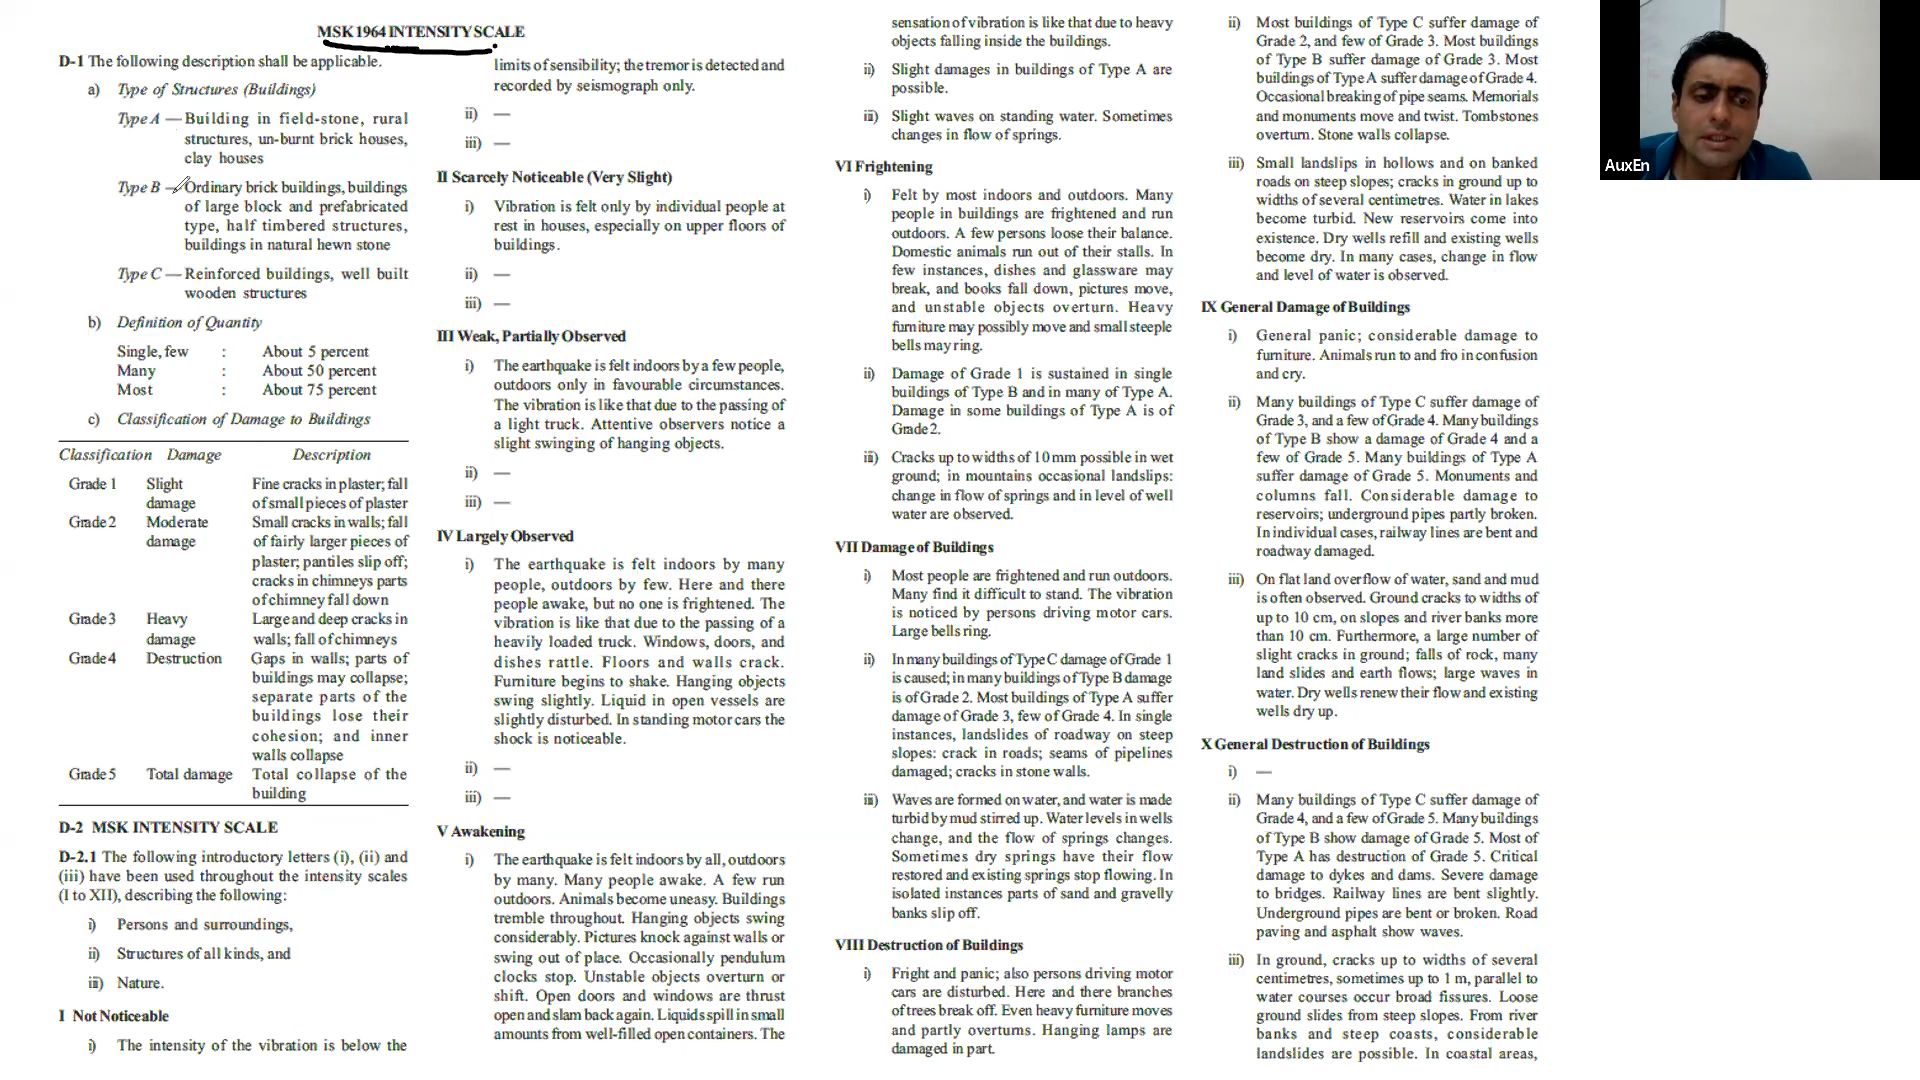 MSK 1964 INTENSITY SCALE
D-1 The following description shall be applicable.
a) Type of Structures (Buildings)
Type A — Building in field-stone, rural
structures, un-burnt brick houses,
clay houses
Type B — Ordinary brick buildings, buildings
of large block and prefabricated
type, half timbered structures,
buildings in natural hewn stone
Type C — Reinforced buildings, well built
wooden structures
b) Definition of Quantity
Single, few : About 5 percent
Many : About 50 percent
Most : About 75 percent
c) Classification of Damage to Buildings
Classification Damage Description
Grade 1 Slight Fine cracks in plaster; fall
damage of small pieces of plaster
Grade 2 Moderate Small cracks in walls; fall
damage of fairly larger pieces of
plaster; pantiles slip off;
cracks in chimneys parts
of chimney fall down
Grade 3 Heavy Large and deep cracks in
damage walls; fall of chimneys
Grade 4 Destruction Gaps in walls; parts of
buildings may collapse;
separate parts of the
buildings lose their
cohesion; and inner
walls collapse
Grade 5 Total damage Total collapse of the
building
D-2 MSK INTENSITY SCALE
D-2.1 The following introductory letters (i), (ii) and
(iii) have been used throughout the intensity scales
(I to XII), describing the following:
i) Persons and surroundings,
ii) Structures of all kinds, and
iii) Nature.
I Not Noticeable
i) The intensity of the vibration is below the
limits of sensibility; the tremor is detected and
recorded by seismograph only.
ii) —
iii) —
II Scarcely Noticeable (Very Slight)
i) Vibration is felt only by individual people at
rest in houses, especially on upper floors of
buildings.
ii) —
iii) —
III Weak, Partially Observed
i) The earthquake is felt indoors by a few people,
outdoors only in favourable circumstances.
The vibration is like that due to the passing of
a light truck. Attentive observers notice a
slight swinging of hanging objects.
ii) —
iii) —
IV Largely Observed
i) The earthquake is felt indoors by many
people, outdoors by few. Here and there
people awake, but no one is frightened. The
vibration is like that due to the passing of a
heavily loaded truck. Windows, doors, and
dishes rattle. Floors and walls crack.
Furniture begins to shake. Hanging objects
swing slightly. Liquid in open vessels are
slightly disturbed. In standing motor cars the
shock is noticeable.
ii) —
iii) —
V Awakening
i) The earthquake is felt indoors by all, outdoors
by many. Many people awake. A few run
outdoors. Animals become uneasy. Buildings
tremble throughout. Hanging objects swing
considerably. Pictures knock against walls or
swing out of place. Occasionally pendulum
clocks stop. Unstable objects overturn or
shift. Open doors and windows are thrust
open and slam back again. Liquids spill in small
amounts from well-filled open containers. The
sensation of vibration is like that due to heavy
objects falling inside the buildings.
ii) Slight damages in buildings of Type A are
possible.
iii) Slight waves on standing water. Sometimes
changes in flow of springs.
VI Frightening
i) Felt by most indoors and outdoors. Many
people in buildings are frightened and run
outdoors. A few persons loose their balance.
Domestic animals run out of their stalls. In
few instances, dishes and glassware may
break, and books fall down, pictures move,
and unstable objects overturn. Heavy
furniture may possibly move and small steeple
bells may ring.
ii) Damage of Grade 1 is sustained in single
buildings of Type B and in many of Type A.
Damage in some buildings of Type A is of
Grade 2.
iii) Cracks up to widths of 10 mm possible in wet
ground; in mountains occasional landslips:
change in flow of springs and in level of well
water are observed.
VII Damage of Buildings
i) Most people are frightened and run outdoors.
Many find it difficult to stand. The vibration
is noticed by persons driving motor cars.
Large bells ring.
ii) In many buildings of Type C damage of Grade 1
is caused; in many buildings of Type B damage
is of Grade 2. Most buildings of Type A suffer
damage of Grade 3, few of Grade 4. In single
instances, landslides of roadway on steep
slopes: crack in roads; seams of pipelines
damaged; cracks in stone walls.
iii) Waves are formed on water, and water is made
turbid by mud stirred up. Water levels in wells
change, and the flow of springs changes.
Sometimes dry springs have their flow
restored and existing springs stop flowing. In
isolated instances parts of sand and gravelly
banks slip off.
VIII Destruction of Buildings
i) Fright and panic; also persons driving motor
cars are disturbed. Here and there branches
of trees break off. Even heavy furniture moves
and partly overturns. Hanging lamps are
damaged in part.
ii) Most buildings of Type C suffer damage of
Grade 2, and few of Grade 3. Most buildings
of Type B suffer damage of Grade 3. Most
buildings of Type A suffer damage of Grade 4.
Occasional breaking of pipe seams. Memorials
and monuments move and twist. Tombstones
overturn. Stone walls collapse.
iii) Small landslips in hollows and on banked
roads on steep slopes; cracks in ground up to
widths of several centimetres. Water in lakes
become turbid. New reservoirs come into
existence. Dry wells refill and existing wells
become dry. In many cases, change in flow
and level of water is observed.
IX General Damage of Buildings
i) General panic; considerable damage to
furniture. Animals run to and fro in confusion
and cry.
ii) Many buildings of Type C suffer damage of
Grade 3, and a few of Grade 4. Many buildings
of Type B show a damage of Grade 4 and a
few of Grade 5. Many buildings of Type A
suffer damage of Grade 5. Monuments and
columns fall. Considerable damage to
reservoirs; underground pipes partly broken.
In individual cases, railway lines are bent and
roadway damaged.
iii) On flat land overflow of water, sand and mud
is often observed. Ground cracks to widths of
up to 10 cm, on slopes and river banks more
than 10 cm. Furthermore, a large number of
slight cracks in ground; falls of rock, many
land slides and earth flows; large waves in
water. Dry wells renew their flow and existing
wells dry up.
X General Destruction of Buildings
i) —
ii) Many buildings of Type C suffer damage of
Grade 4, and a few of Grade 5. Many buildings
of Type B show damage of Grade 5. Most of
Type A has destruction of Grade 5. Critical
damage to dykes and dams. Severe damage
to bridges. Railway lines are bent slightly.
Underground pipes are bent or broken. Road
paving and asphalt show waves.
iii) In ground, cracks up to widths of several
centimetres, sometimes up to 1 m, parallel to
water courses occur broad fissures. Loose
ground slides from steep slopes. From river
banks and steep coasts, considerable
landslides are possible. In coastal areas,
AuxEn